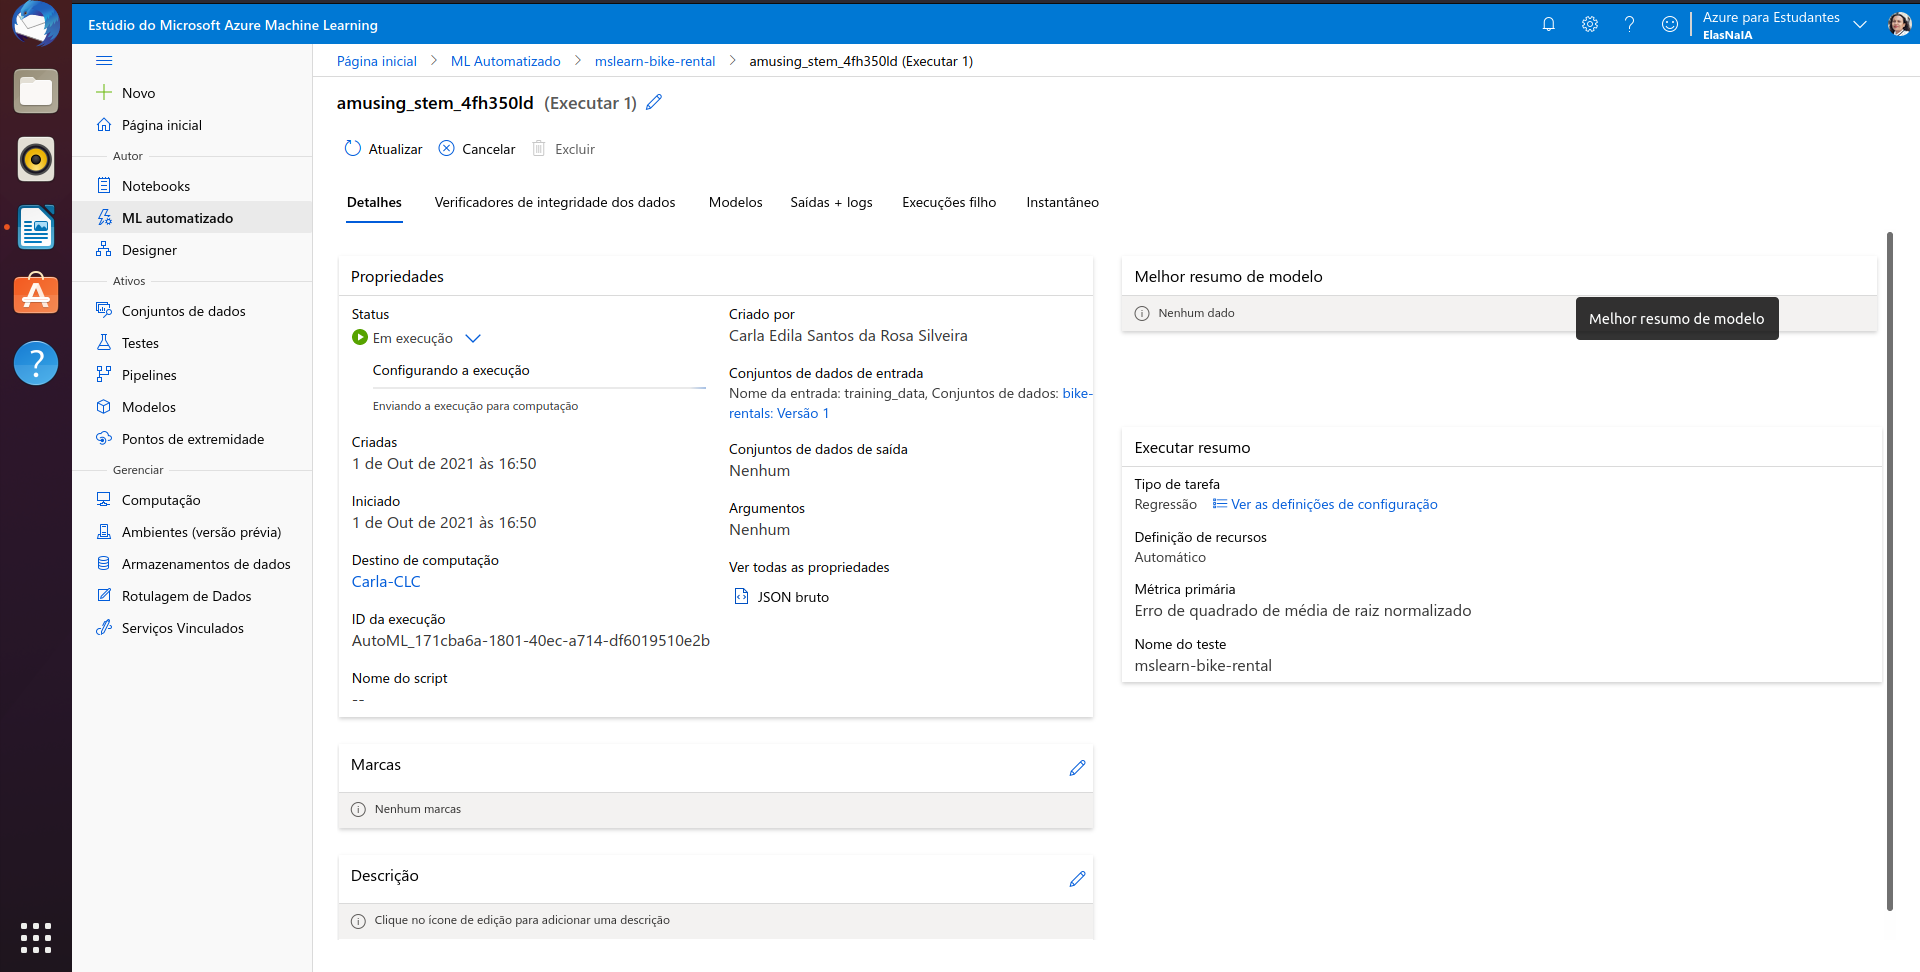 Estúdio do Microsoft Azure Machine Learning
Azure para Estudantes
ElasNaIA
Página inicial > ML Automatizado > mslearn-bike-rental > amusing_stem_4fh350ld (Executar 1)
Novo
Página inicial
Autor
Notebooks
ML automatizado
Designer
Ativos
Conjuntos de dados
Testes
Pipelines
Modelos
Pontos de extremidade
Gerenciar
Computação
Ambientes (versão prévia)
Armazenamentos de dados
Rotulagem de Dados
Serviços Vinculados
amusing_stem_4fh350ld (Executar 1)
Atualizar Cancelar Excluir
Detalhes Verificadores de integridade dos dados Modelos Saídas + logs Execuções filho Instantâneo
Propriedades
Status
Em execução
Configurando a execução
Enviando a execução para computação
Criadas
1 de Out de 2021 às 16:50
Iniciado
1 de Out de 2021 às 16:50
Destino de computação
Carla-CLC
ID da execução
AutoML_171cba6a-1801-40ec-a714-df6019510e2b
Nome do script
--
Criado por
Carla Edila Santos da Rosa Silveira
Conjuntos de dados de entrada
Nome da entrada: training_data, Conjuntos de dados: bike-
rentals: Versão 1
Conjuntos de dados de saída
Nenhum
Argumentos
Nenhum
Ver todas as propriedades
JSON bruto
Marcas
Nenhum marcas
Descrição
Clique no ícone de edição para adicionar uma descrição
Melhor resumo de modelo
Nenhum dado
Melhor resumo de modelo
Executar resumo
Tipo de tarefa
Regressão Ver as definições de configuração
Definição de recursos
Automático
Métrica primária
Erro de quadrado de média de raiz normalizado
Nome do teste
mslearn-bike-rental